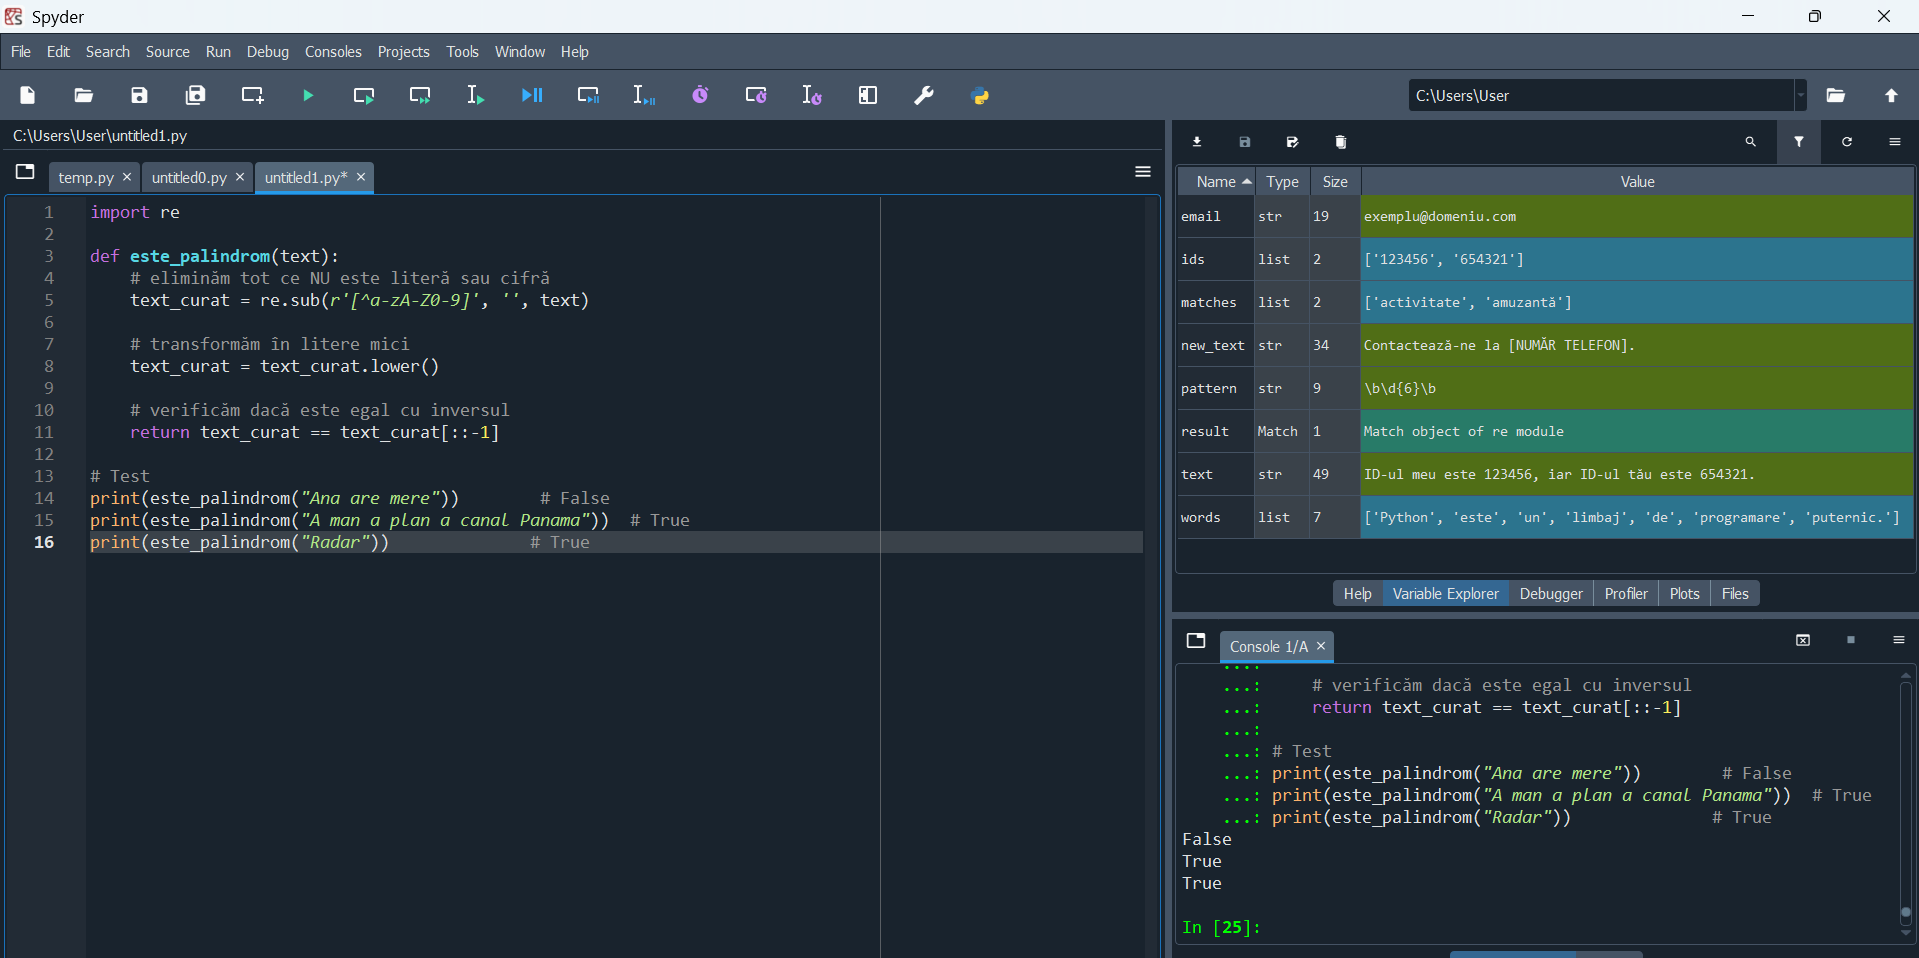 Spyder
File Edit Search Source Run Debug Consoles Projects Tools Window Help
C:\Users\User
C:\Users\User\untitled1.py
temp.py untitled0.py untitled1.py*
1 import re
2
3 def este_palindrom(text):
4 # eliminăm tot ce NU este literă sau cifră
5 text_curat = re.sub(r'[^a-zA-Z0-9]', '', text)
6
7 # transformăm în litere mici
8 text_curat = text_curat.lower()
9
10 # verificăm dacă este egal cu inversul
11 return text_curat == text_curat[::-1]
12
13 # Test
14 print(este_palindrom("Ana are mere")) # False
15 print(este_palindrom("A man a plan a canal Panama")) # True
16 print(este_palindrom("Radar")) # True
Name Type Size Value
email str 19 exemplu@domeniu.com
ids list 2 ['123456', '654321']
matches list 2 ['activitate', 'amuzantă']
new_text str 34 Contactează-ne la [NUMĂR TELEFON].
pattern str 9 \b\d{6}\b
result Match 1 Match object of re module
text str 49 ID-ul meu este 123456, iar ID-ul tău este 654321.
words list 7 ['Python', 'este', 'un', 'limbaj', 'de', 'programare', 'puternic.']
Help Variable Explorer Debugger Profiler Plots Files
Console 1/A
...: # verificăm dacă este egal cu inversul
...: return text_curat == text_curat[::-1]
...:
...: # Test
...: print(este_palindrom("Ana are mere")) # False
...: print(este_palindrom("A man a plan a canal Panama")) # True
...: print(este_palindrom("Radar")) # True
False
True
True
In [25]: